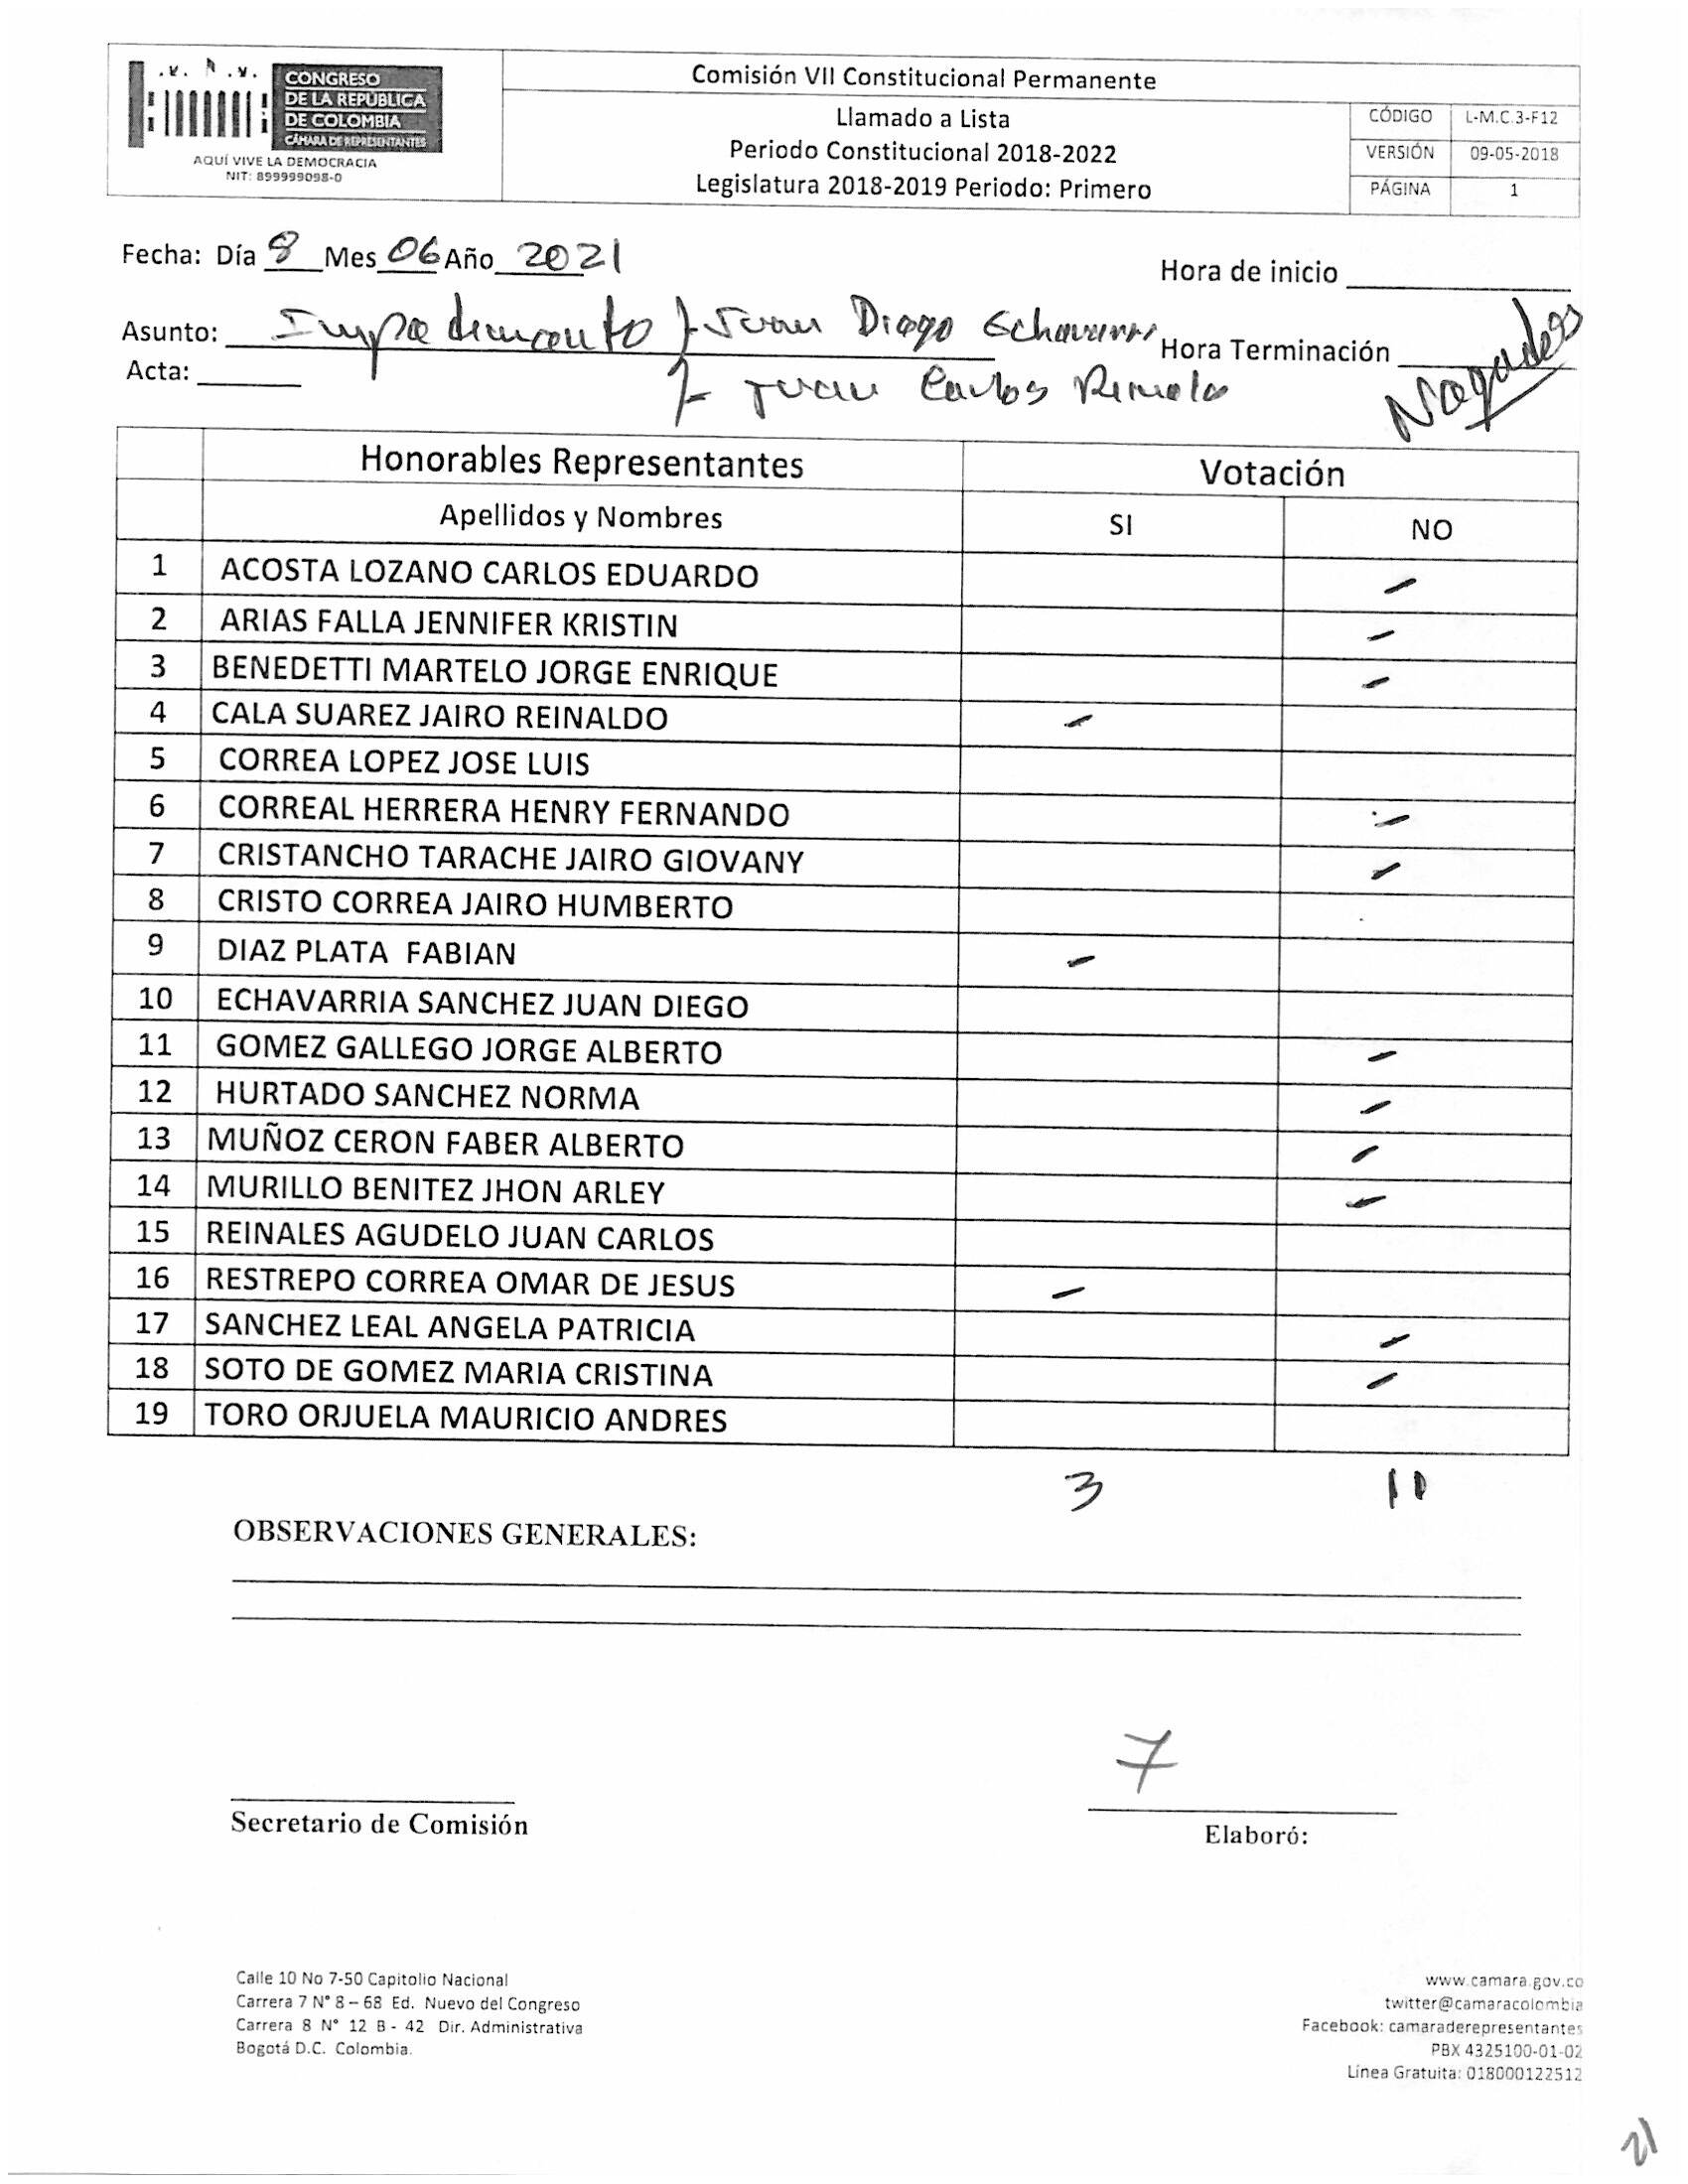 CONGRESO
DE LA REPÚBLICA
DE COLOMBIA
CÁMARA DE REPRESENTANTES
AQUÍ VIVE LA DEMOCRACIA
NIT: 899999098-0
Comisión VII Constitucional Permanente
Llamado a Lista
Periodo Constitucional 2018-2022
Legislatura 2018-2019 Periodo: Primero
CÓDIGO L-M.C.3-F12
VERSIÓN 09-05-2018
PÁGINA 1
Fecha: Día 8 Mes 06 Año 2021
Hora de inicio
Asunto: Impedimento Juan Diego Echavarri
Hora Terminación
Negados
Acta:
Juan Carlos
Honorables Representantes Votación
Apellidos y Nombres SI NO
1 ACOSTA LOZANO CARLOS EDUARDO
2 ARIAS FALLA JENNIFER KRISTIN
3 BENEDETTI MARTELO JORGE ENRIQUE
4 CALA SUAREZ JAIRO REINALDO
5 CORREA LOPEZ JOSE LUIS
6 CORREAL HERRERA HENRY FERNANDO
7 CRISTANCHO TARACHE JAIRO GIOVANY
8 CRISTO CORREA JAIRO HUMBERTO
9 DIAZ PLATA FABIAN
10 ECHAVARRIA SANCHEZ JUAN DIEGO
11 GOMEZ GALLEGO JORGE ALBERTO
12 HURTADO SANCHEZ NORMA
13 MUÑOZ CERON FABER ALBERTO
14 MURILLO BENITEZ JHON ARLEY
15 REINALES AGUDELO JUAN CARLOS
16 RESTREPO CORREA OMAR DE JESUS
17 SANCHEZ LEAL ANGELA PATRICIA
18 SOTO DE GOMEZ MARIA CRISTINA
19 TORO ORJUELA MAURICIO ANDRES
3 11
OBSERVACIONES GENERALES:
7
Secretario de Comisión
Elaboró:
Calle 10 No 7-50 Capitolio Nacional
Carrera 7 N° 8 – 68 Ed. Nuevo del Congreso
Carrera 8 N° 12 B - 42 Dir. Administrativa
Bogotá D.C. Colombia.
www.camara.gov.co
twitter@camaracolombia
Facebook: camaraderepresentantes
PBX 4325100-01-02
Línea Gratuita: 018000122512
21